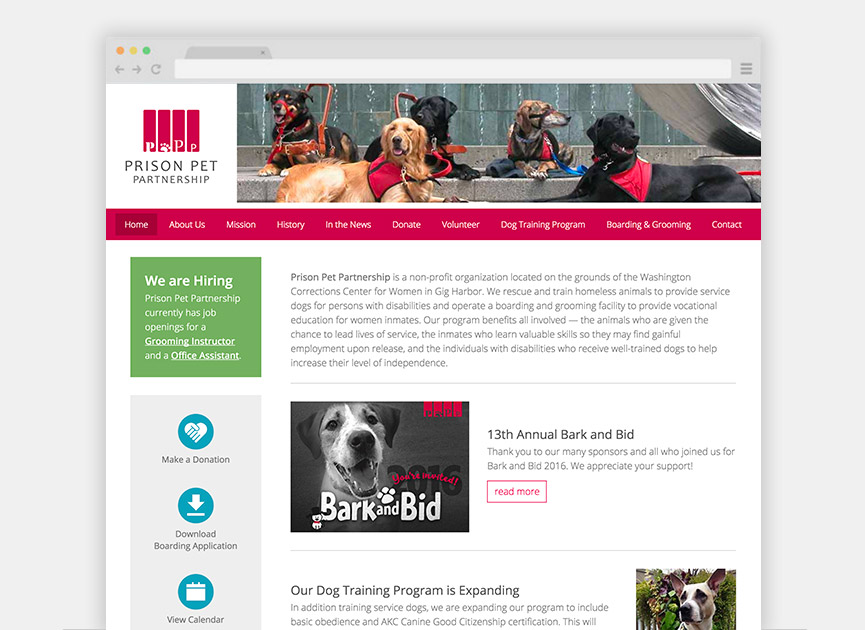 PPPP
PRISON PET
PARTNERSHIP
Home About Us Mission History In the News Donate Volunteer Dog Training Program Boarding & Grooming Contact
We are Hiring
Prison Pet Partnership
currently has job
openings for a
Grooming Instructor
and a Office Assistant.
Make a Donation
Download
Boarding Application
View Calendar
Prison Pet Partnership is a non-profit organization located on the grounds of the Washington
Corrections Center for Women in Gig Harbor. We rescue and train homeless animals to provide service
dogs for persons with disabilities and operate a boarding and grooming facility to provide vocational
education for women inmates. Our program benefits all involved — the animals who are given the
chance to lead lives of service, the inmates who learn valuable skills so they may find gainful
employment upon release, and the individuals with disabilities who receive well-trained dogs to help
increase their level of independence.
2016
You're invited!
Bark and Bid
13th Annual Bark and Bid
Thank you to our many sponsors and all who joined us for
Bark and Bid 2016. We appreciate your support!
read more
Our Dog Training Program is Expanding
In addition training service dogs, we are expanding our program to include
basic obedience and AKC Canine Good Citizenship certification. This will